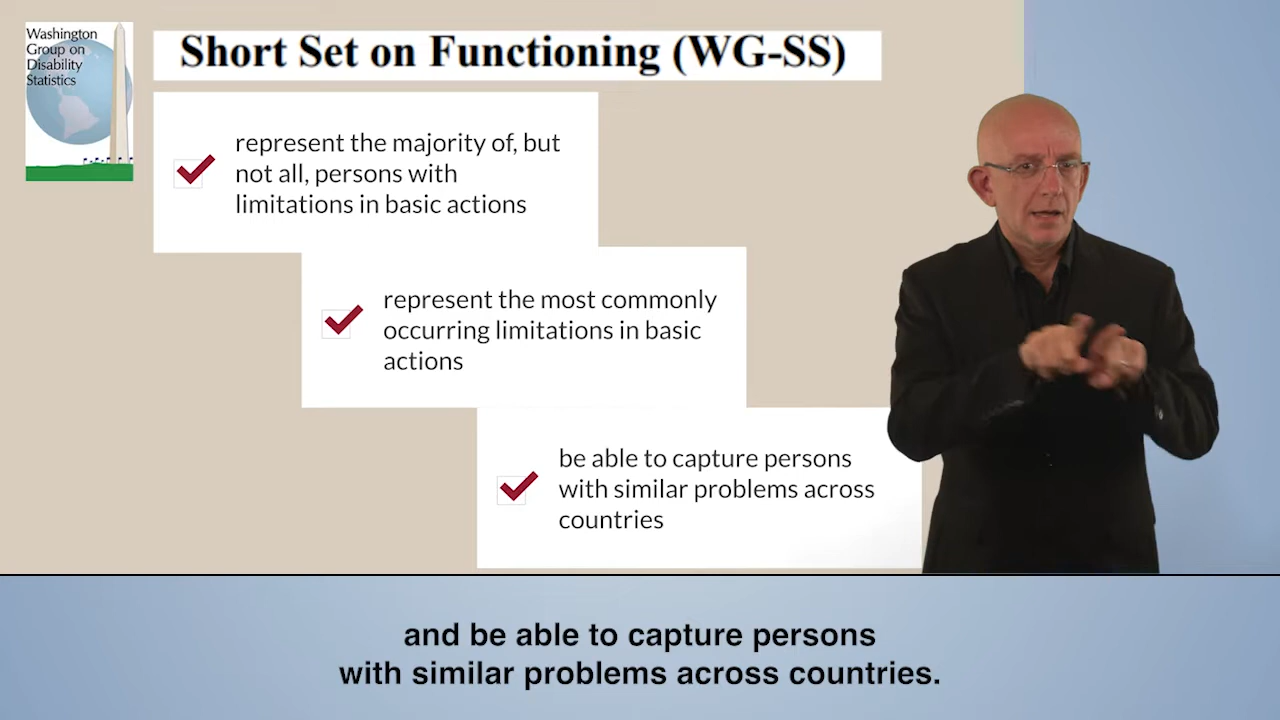 Washington
Group on
Disability
Statistics
Short Set on Functioning (WG-SS)
represent the majority of, but
not all, persons with
limitations in basic actions
represent the most commonly
occurring limitations in basic
actions
be able to capture persons
with similar problems across
countries
and be able to capture persons
with similar problems across countries.